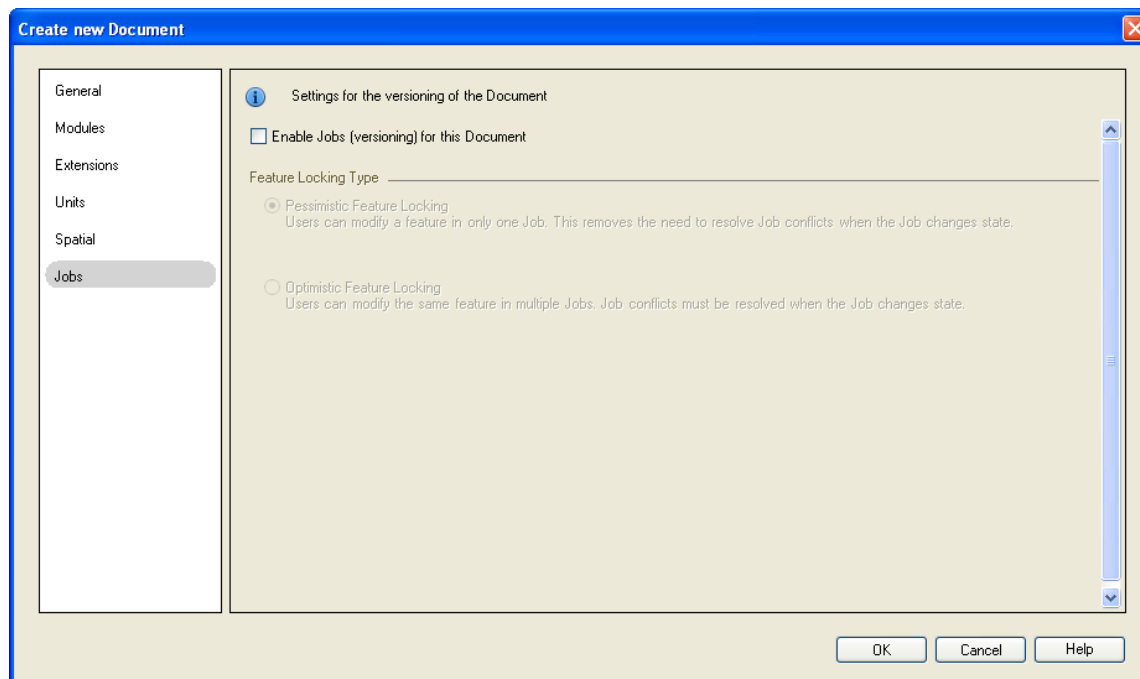 Create new Document
General
Modules
Extensions
Units
Spatial
Jobs
Settings for the versioning of the Document
Enable Jobs (versioning) for this Document
Feature Locking Type
Pessimistic Feature Locking
Users can modify a feature in only one Job. This removes the need to resolve Job conflicts when the Job changes state.
Optimistic Feature Locking
Users can modify the same feature in multiple Jobs. Job conflicts must be resolved when the Job changes state.
OK
Cancel
Help